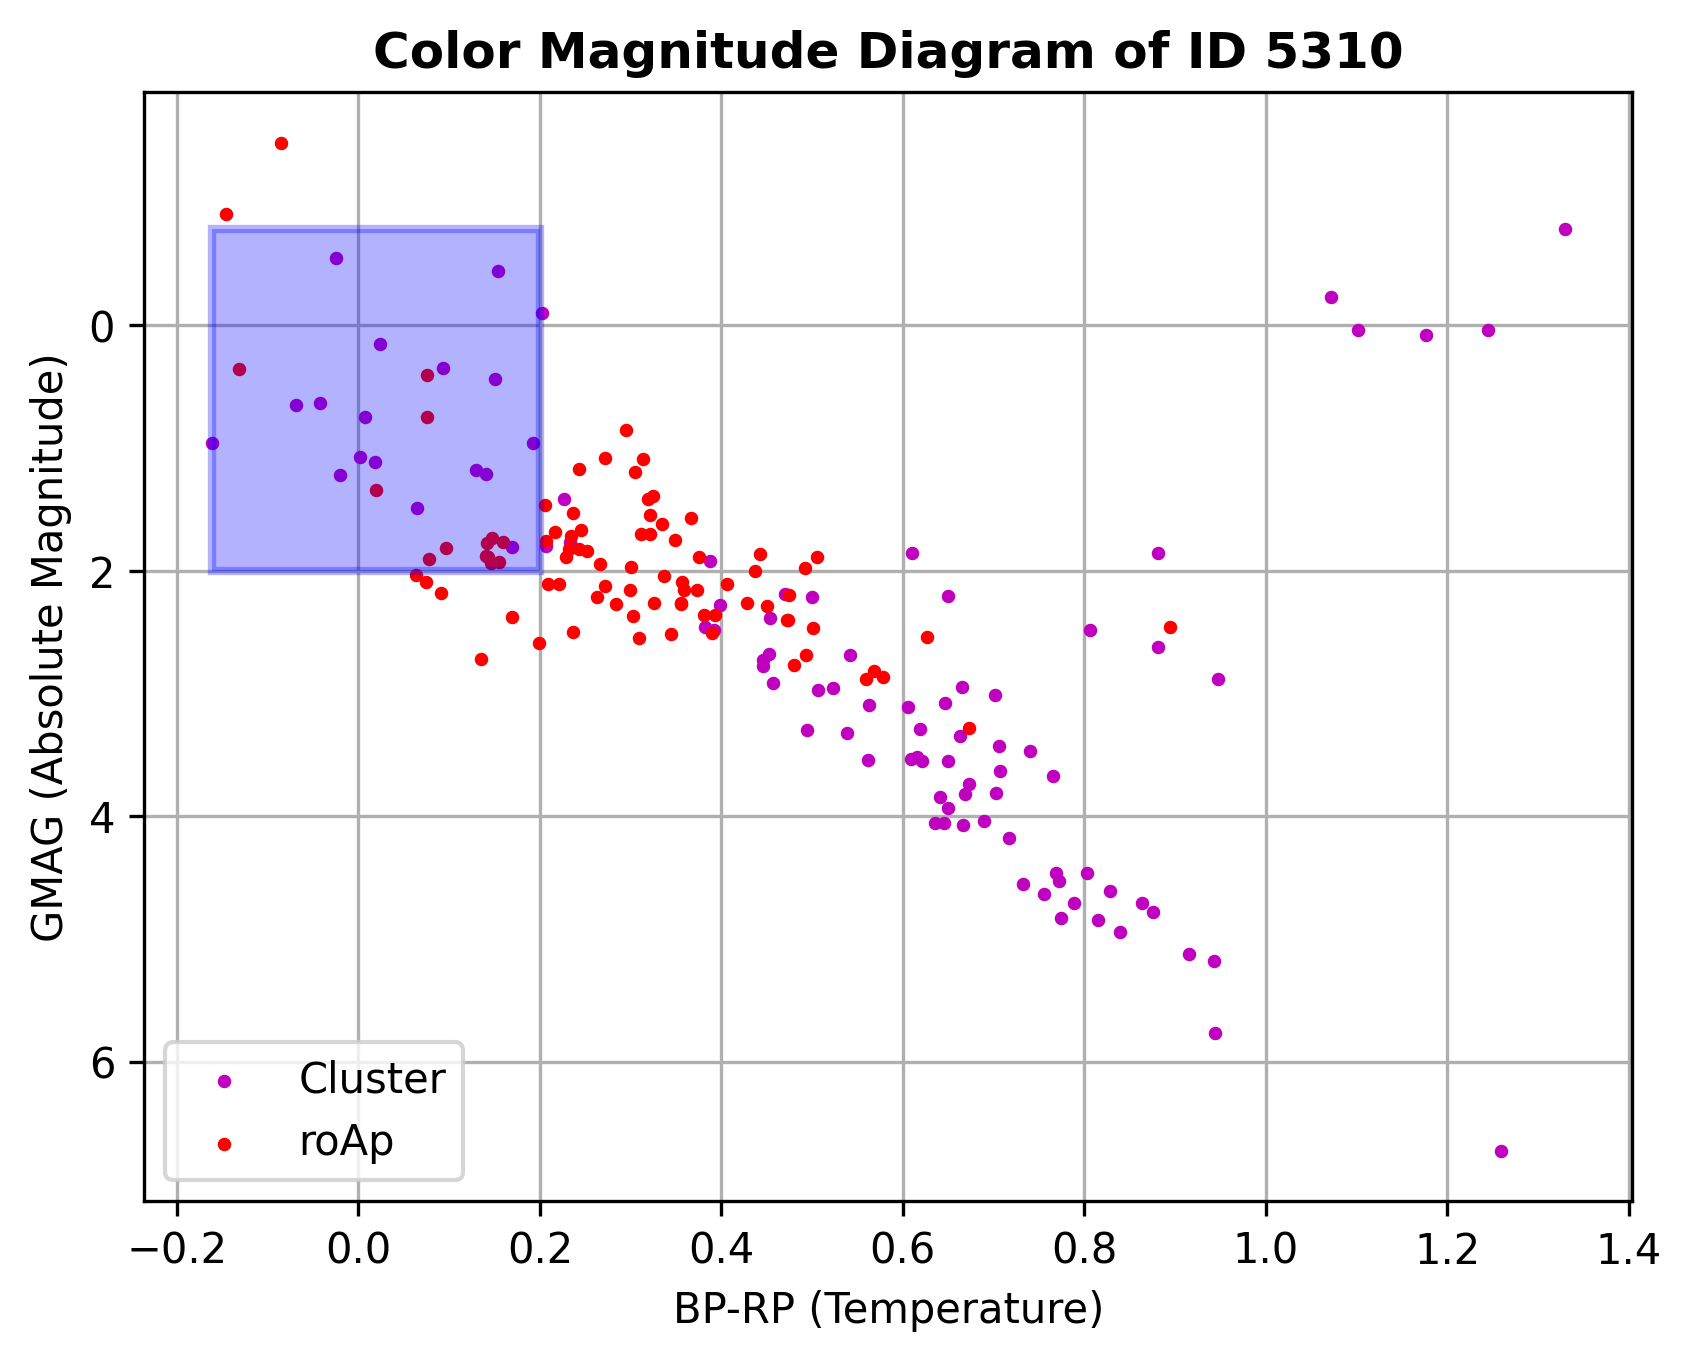 Color Magnitude Diagram of ID 5310
GMAG (Absolute Magnitude)
0
2
4
6
Cluster
roAp
−0.2 0.0 0.2 0.4 0.6 0.8 1.0 1.2 1.4
BP-RP (Temperature)